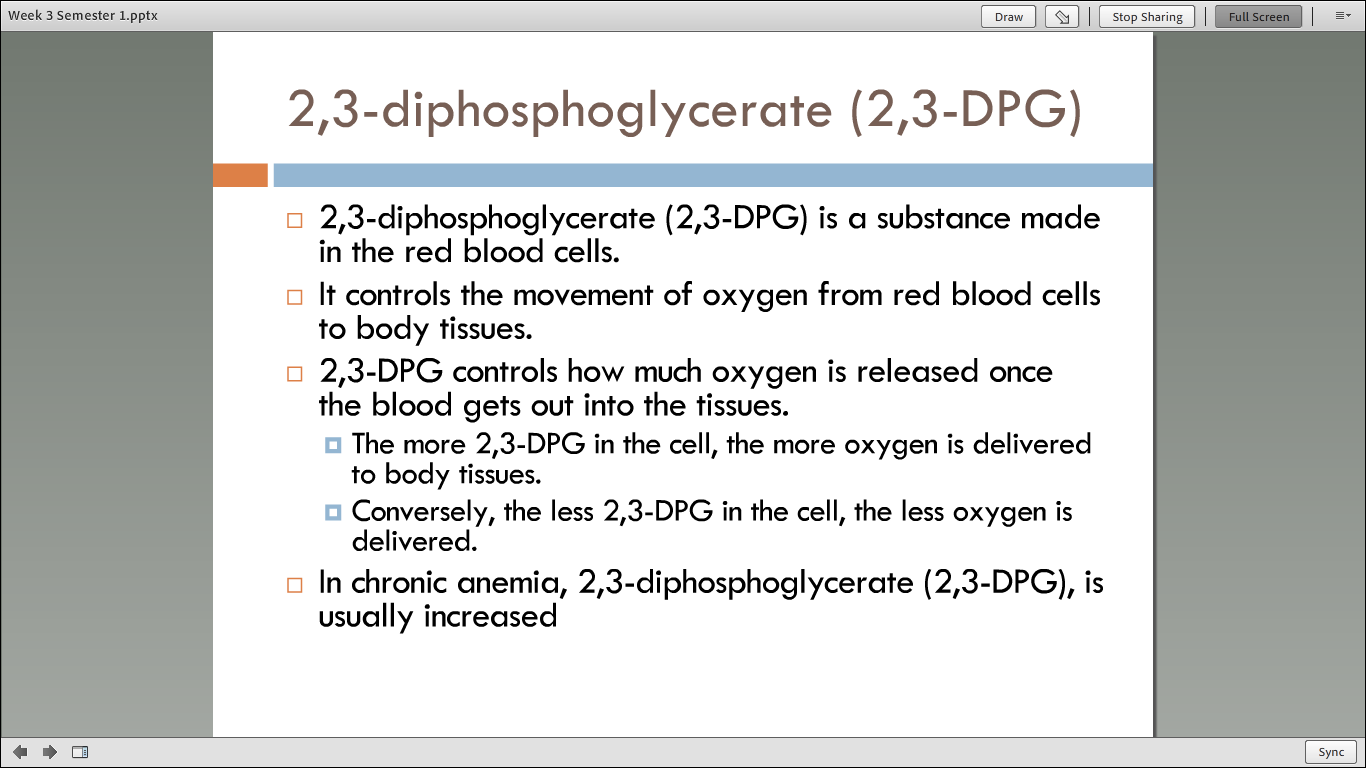 Week 3 Semester 1.pptx
Draw
Stop Sharing
Full Screen
2,3-diphosphoglycerate (2,3-DPG)
2,3-diphosphoglycerate (2,3-DPG) is a substance made
in the red blood cells.
It controls the movement of oxygen from red blood cells
to body tissues.
2,3-DPG controls how much oxygen is released once
the blood gets out into the tissues.
The more 2,3-DPG in the cell, the more oxygen is delivered
to body tissues.
Conversely, the less 2,3-DPG in the cell, the less oxygen is
delivered.
In chronic anemia, 2,3-diphosphoglycerate (2,3-DPG), is
usually increased
Sync